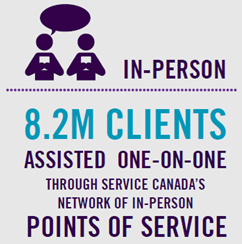 IN-PERSON
8.2M CLIENTS
ASSISTED ONE-ON-ONE
THROUGH SERVICE CANADA'S
NETWORK OF IN-PERSON
POINTS OF SERVICE